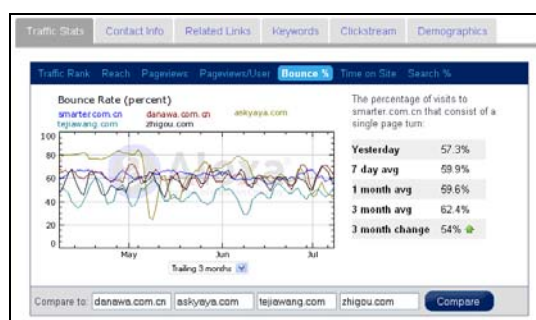 Traffic Stats Contact Info Related Links Keywords Clickstream Demographics
Traffic Rank Reach Pageviews Pageviews/User Bounce % Time on Site Search %
Bounce Rate (percent)
smarter.com.cn danawa.com.cn askyaya.com
tejiawang.com zhigou.com
100
80
60
40
20
0
May Jun Jul
Alexa
Trailing 3 months
The percentage of visits to
smarter.com.cn that consist of a
single page turn:
Yesterday 57.3%
7 day avg 59.9%
1 month avg 59.6%
3 month avg 62.4%
3 month change 54%
Compare to: danawa.com.cn askyaya.com tejiawang.com zhigou.com Compare